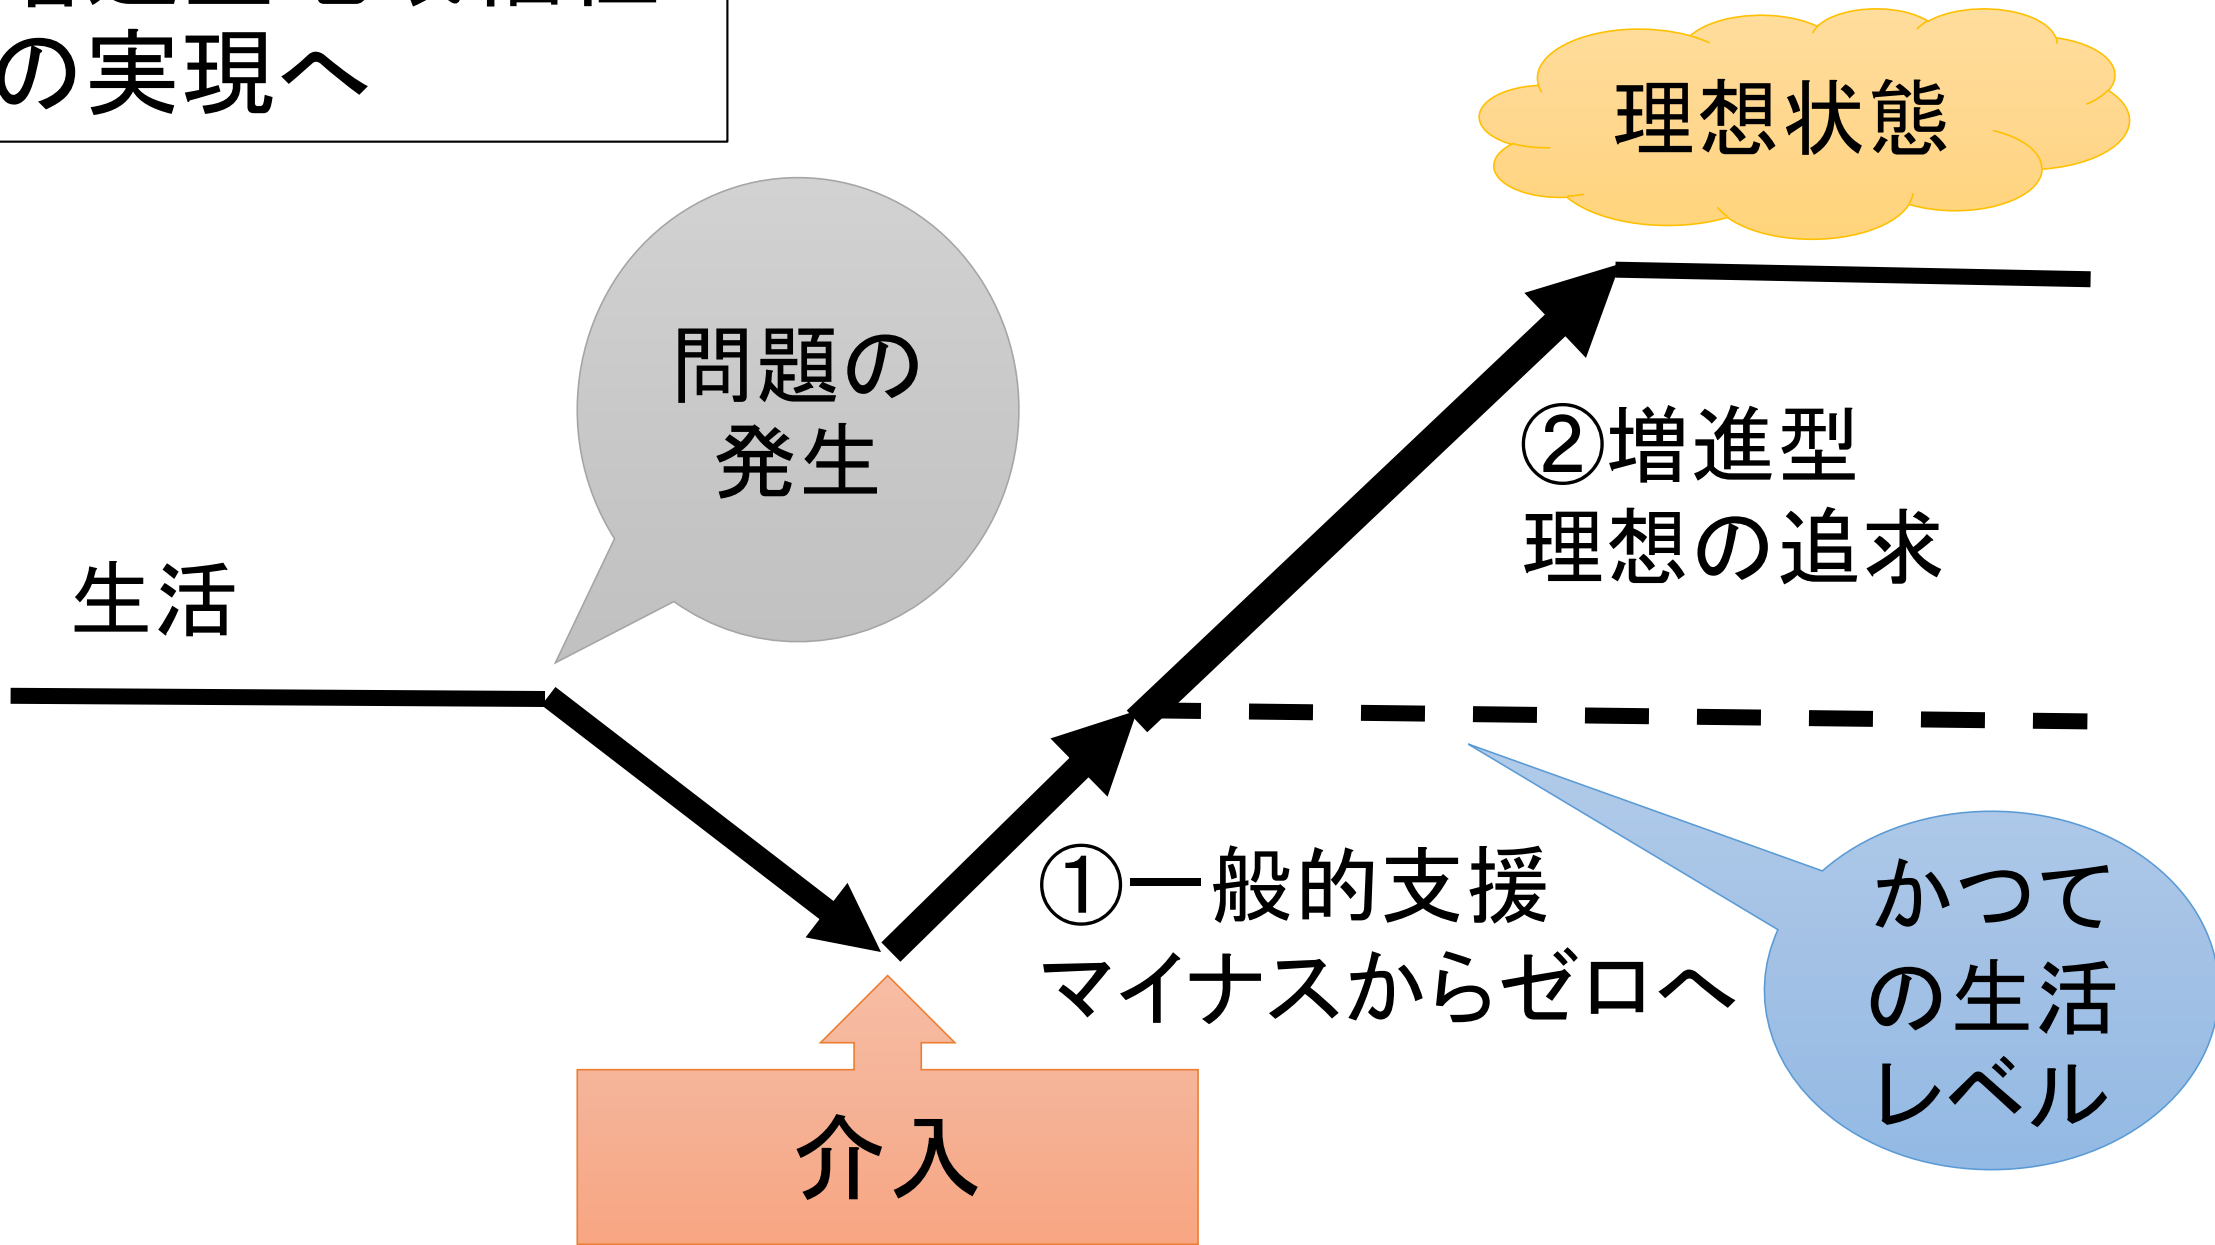 の実現へ
理想状態
問題の
発生
②増進型
理想の追求
生活
①一般的支援
マイナスからゼロへ
かつて
の生活
レベル
介入